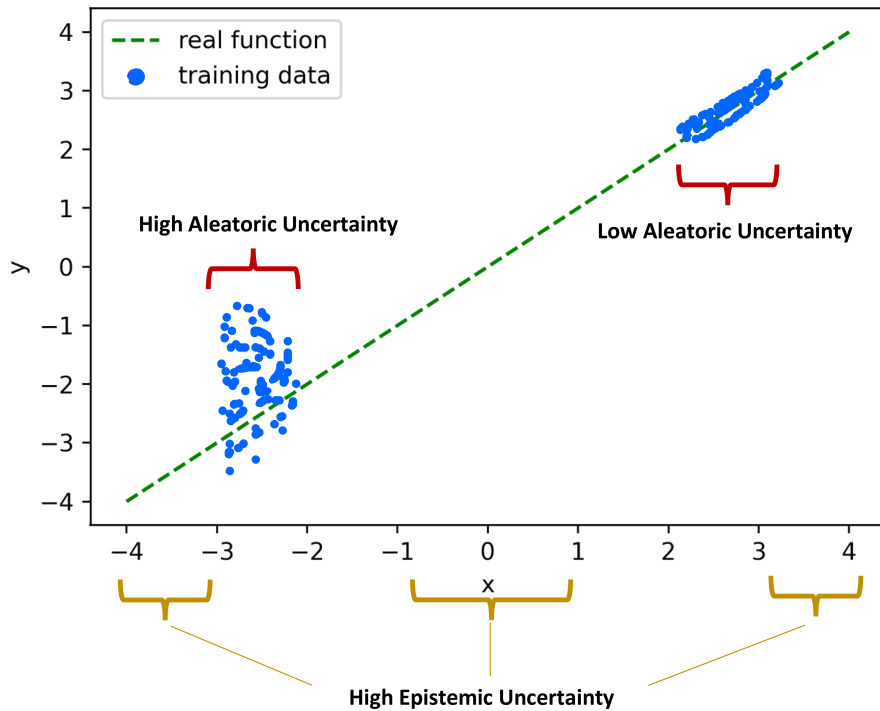 real function
training data
4
3
2
1
0
−1
−2
−3
−4
y
High Aleatoric Uncertainty
Low Aleatoric Uncertainty
−4 −3 −2 −1 0 1 2 3 4
x
High Epistemic Uncertainty